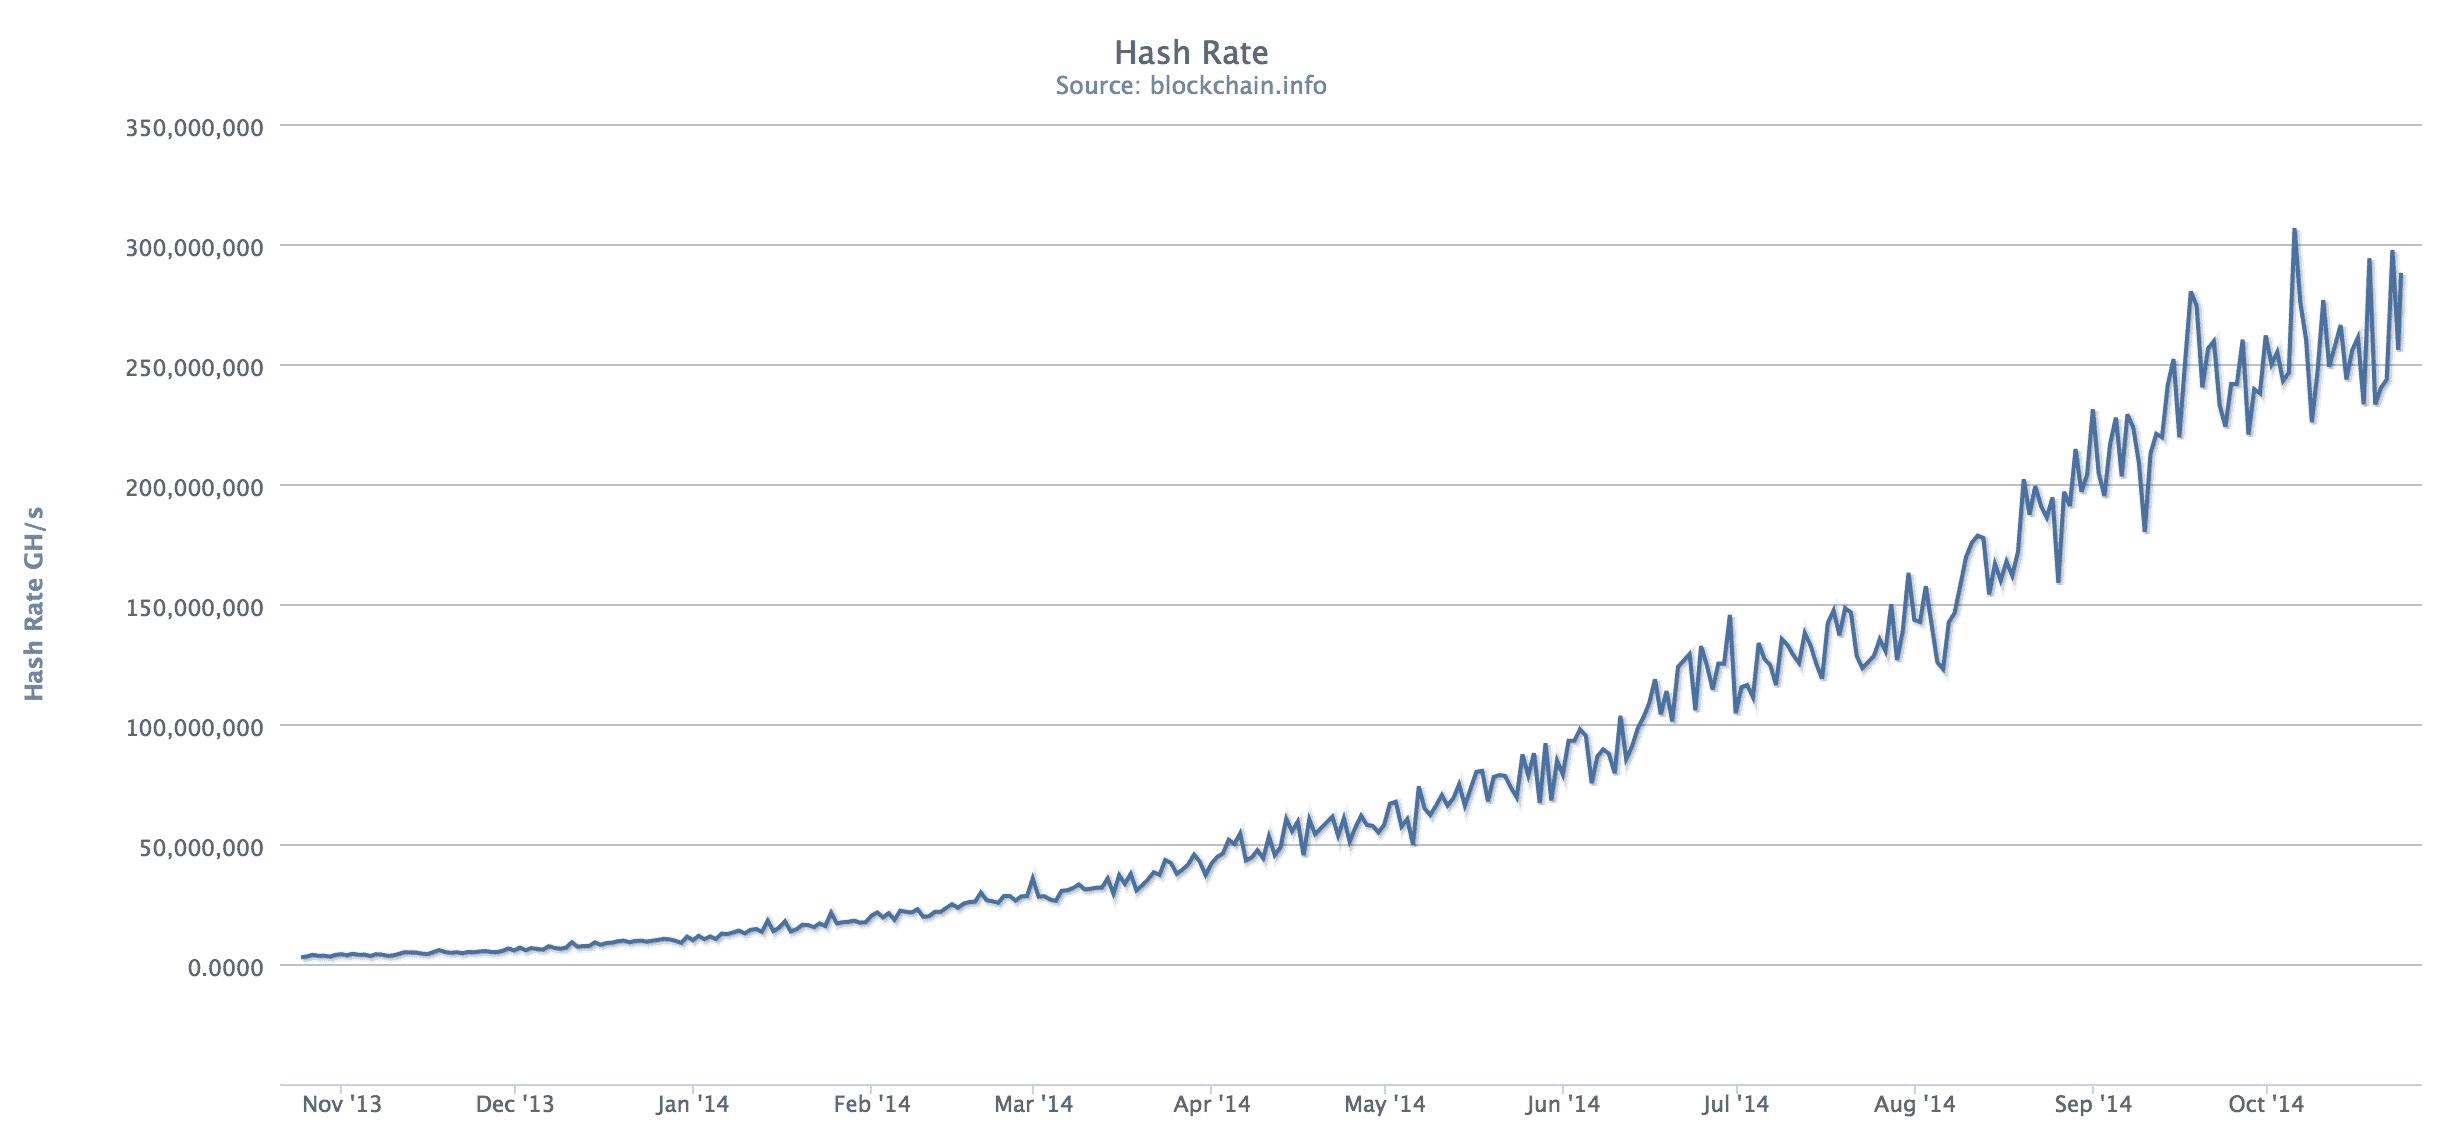 Hash Rate
Source: blockchain.info
350,000,000
300,000,000
250,000,000
200,000,000
150,000,000
100,000,000
50,000,000
0.0000
Hash Rate GH/s
Nov '13 Dec '13 Jan '14 Feb '14 Mar '14 Apr '14 May '14 Jun '14 Jul '14 Aug '14 Sep '14 Oct '14